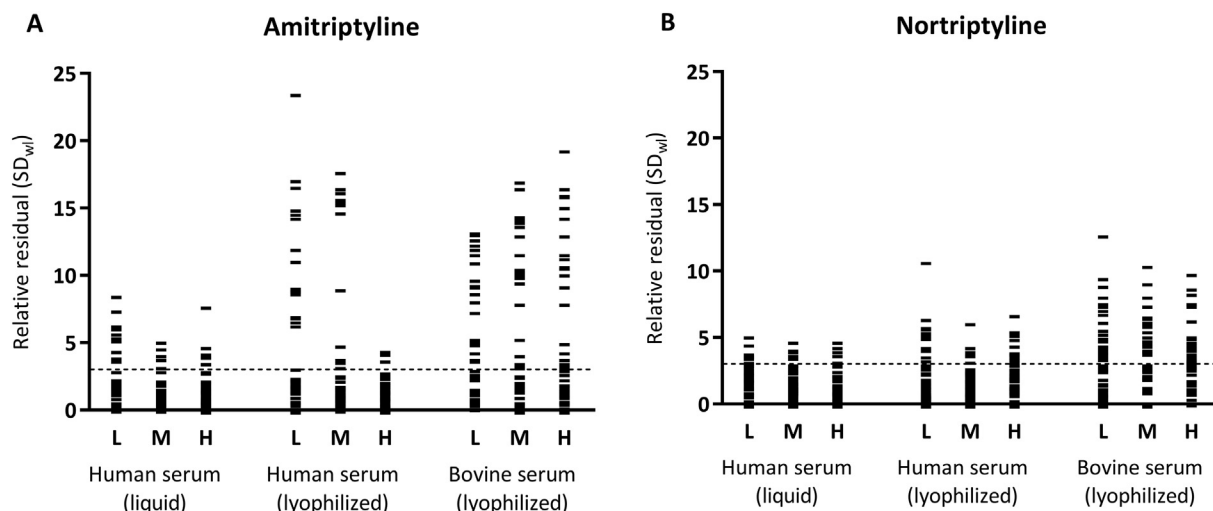 A
Amitriptyline
Relative residual (SDwl)
25
20
15
10
5
0
L M H L M H L M H
Human serum Human serum Bovine serum
(liquid) (lyophilized) (lyophilized)
B
Nortriptyline
Relative residual (SDwl)
25
20
15
10
5
0
L M H L M H L M H
Human serum Human serum Bovine serum
(liquid) (lyophilized) (lyophilized)